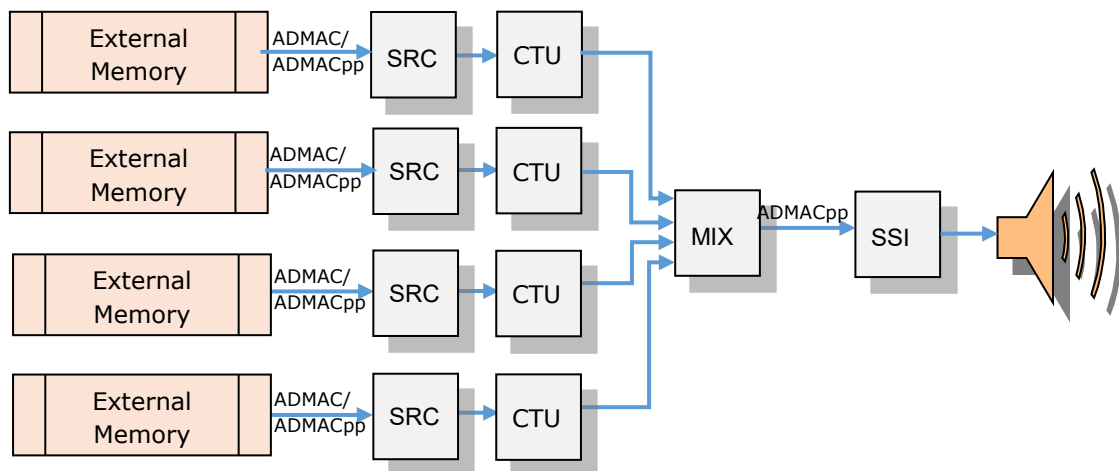 External
Memory
ADMAC/
ADMACpp
SRC
CTU
External
Memory
ADMAC/
ADMACpp
SRC
CTU
MIX
ADMACpp
SSI
External
Memory
ADMAC/
ADMACpp
SRC
CTU
External
Memory
ADMAC/
ADMACpp
SRC
CTU